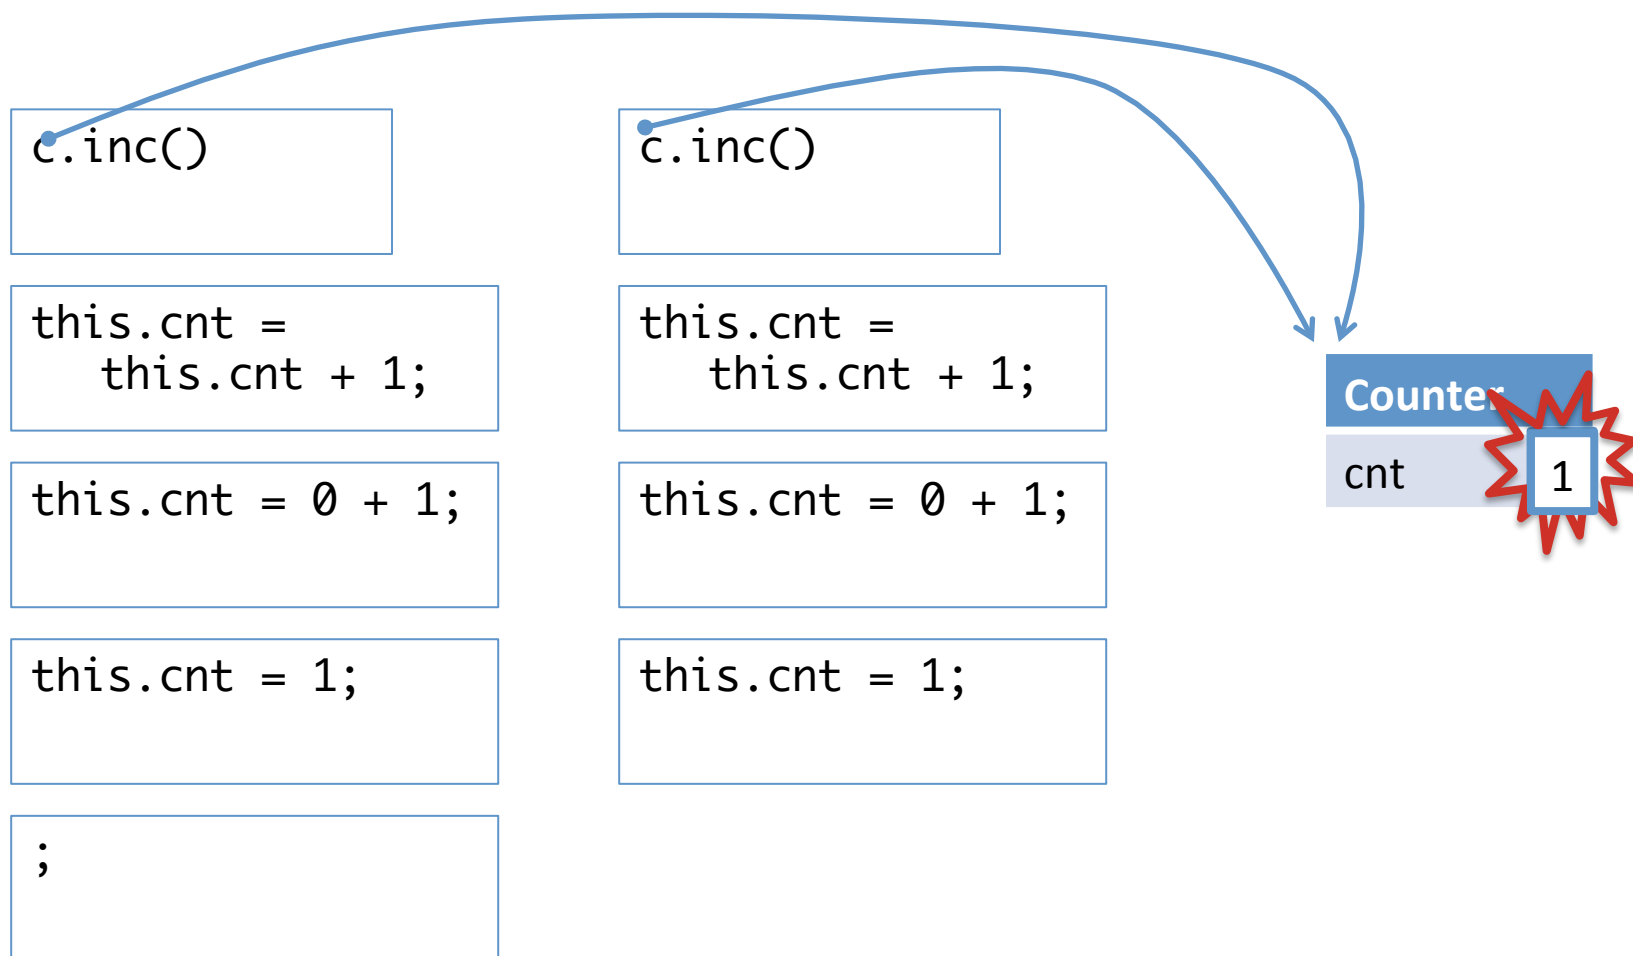 c.inc()
this.cnt =
this.cnt + 1;
this.cnt = 0 + 1;
this.cnt = 1;
;
c.inc()
this.cnt =
this.cnt + 1;
this.cnt = 0 + 1;
this.cnt = 1;
Counter
cnt 1